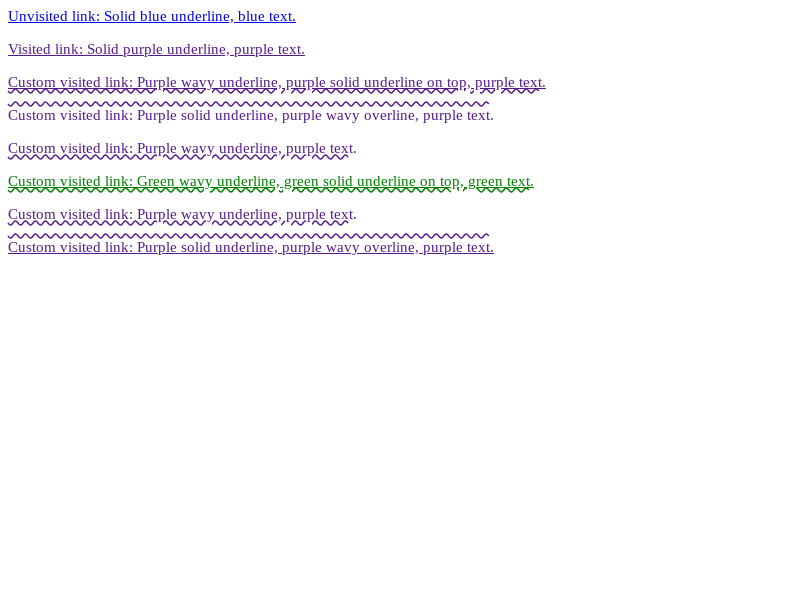 Unvisited link: Solid blue underline, blue text.
Visited link: Solid purple underline, purple text.
Custom visited link: Purple wavy underline, purple solid underline on top, purple text.
Custom visited link: Purple solid underline, purple wavy overline, purple text.
Custom visited link: Purple wavy underline, purple text.
Custom visited link: Green wavy underline, green solid underline on top, green text.
Custom visited link: Purple wavy underline, purple text.
Custom visited link: Purple solid underline, purple wavy overline, purple text.